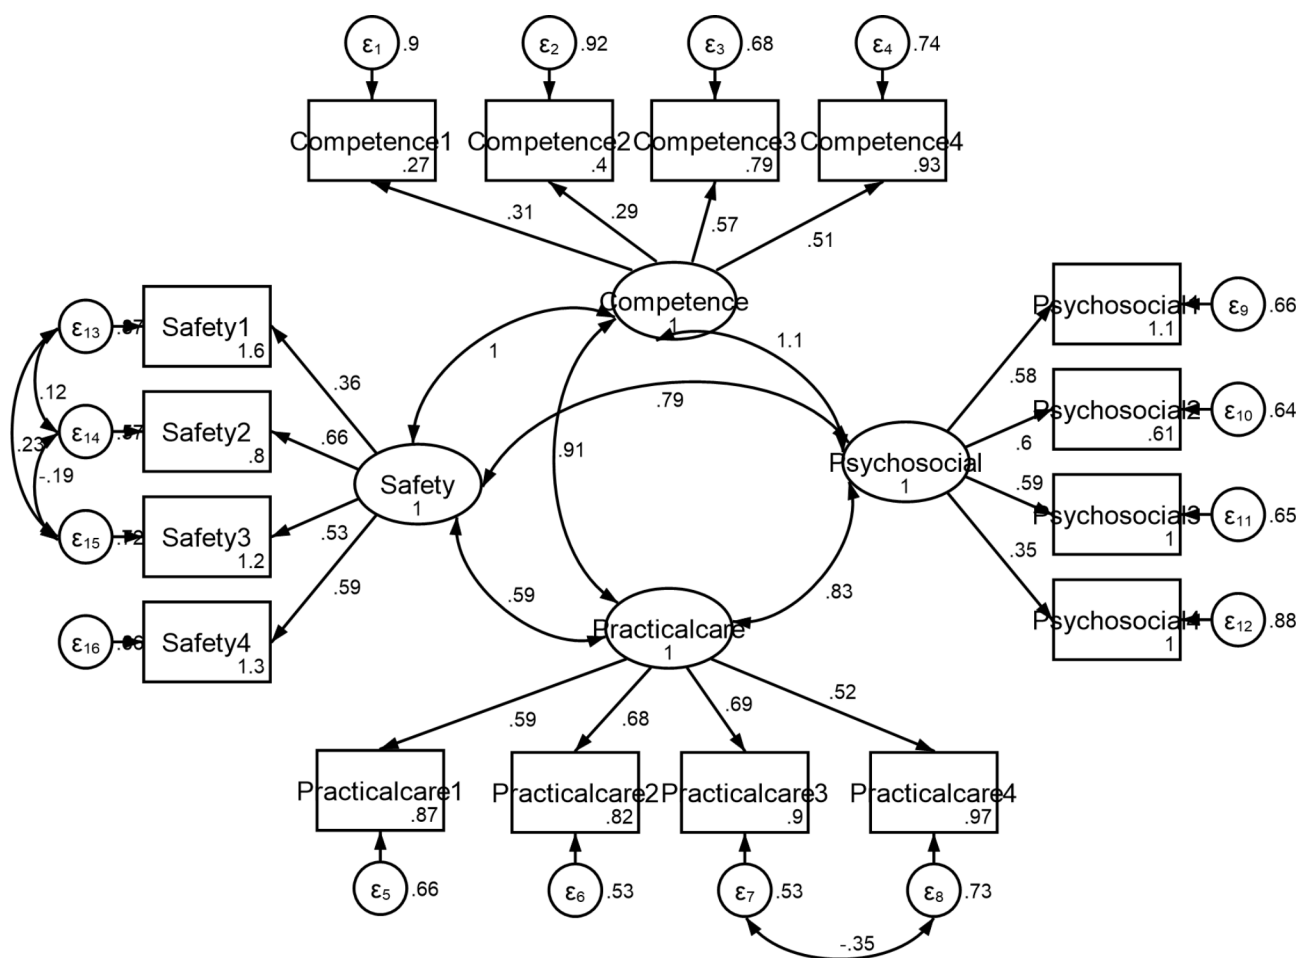 ε1 .9
ε2 .92
ε3 .68
ε4 .74
Competence1 .27
Competence2 .4
Competence3 .79
Competence4 .93
.31
.29
.57
.51
Competence 1
ε13
Safety1 1.6
ε14
Safety2 .8
ε15
Safety3 1.2
ε16
Safety4 1.3
.12
.23
-.19
.36
.66
.53
.59
Safety 1
1
1.1
.79
.91
.59
.83
Psychosocial 1
.58
.6
.59
.35
1.1
ε9 .66
Psychosocial2 .61
ε10 .64
Psychosocial3 1
ε11 .65
Psychosocial4 1
ε12 .88
Practicalcare 1
.59
.68
.69
.52
Practicalcare1 .87
Practicalcare2 .82
Practicalcare3 .9
Practicalcare4 .97
ε5 .66
ε6 .53
ε7 .53
ε8 .73
-.35